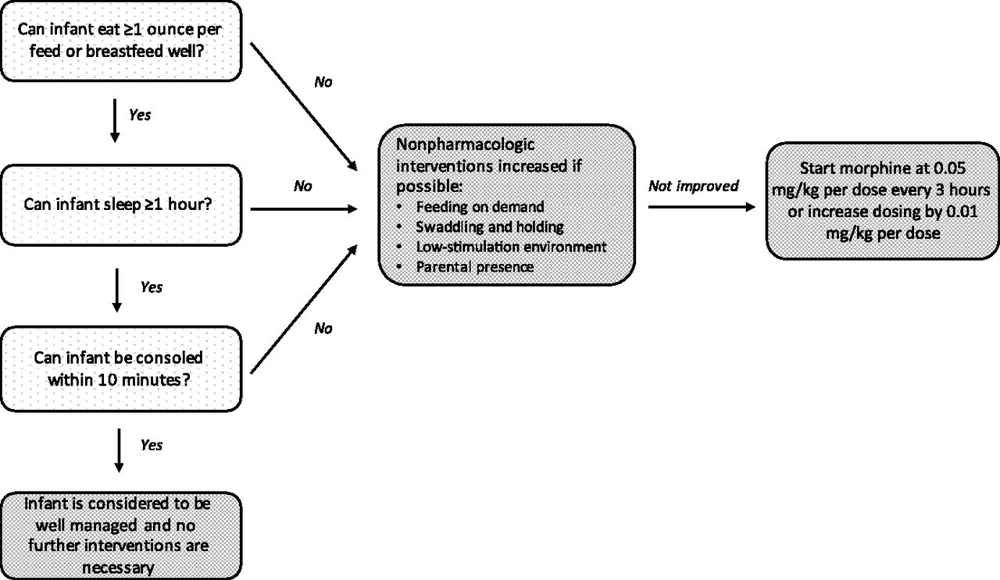 Can infant eat ≥1 ounce per
feed or breastfeed well?
No
Yes
Can infant sleep ≥1 hour?
No
Yes
Can infant be consoled
within 10 minutes?
No
Yes
Infant is considered to be
well managed and no
further interventions are
necessary
Nonpharmacologic
interventions increased if
possible:
• Feeding on demand
• Swaddling and holding
• Low-stimulation environment
• Parental presence
Not improved
Start morphine at 0.05
mg/kg per dose every 3 hours
or increase dosing by 0.01
mg/kg per dose